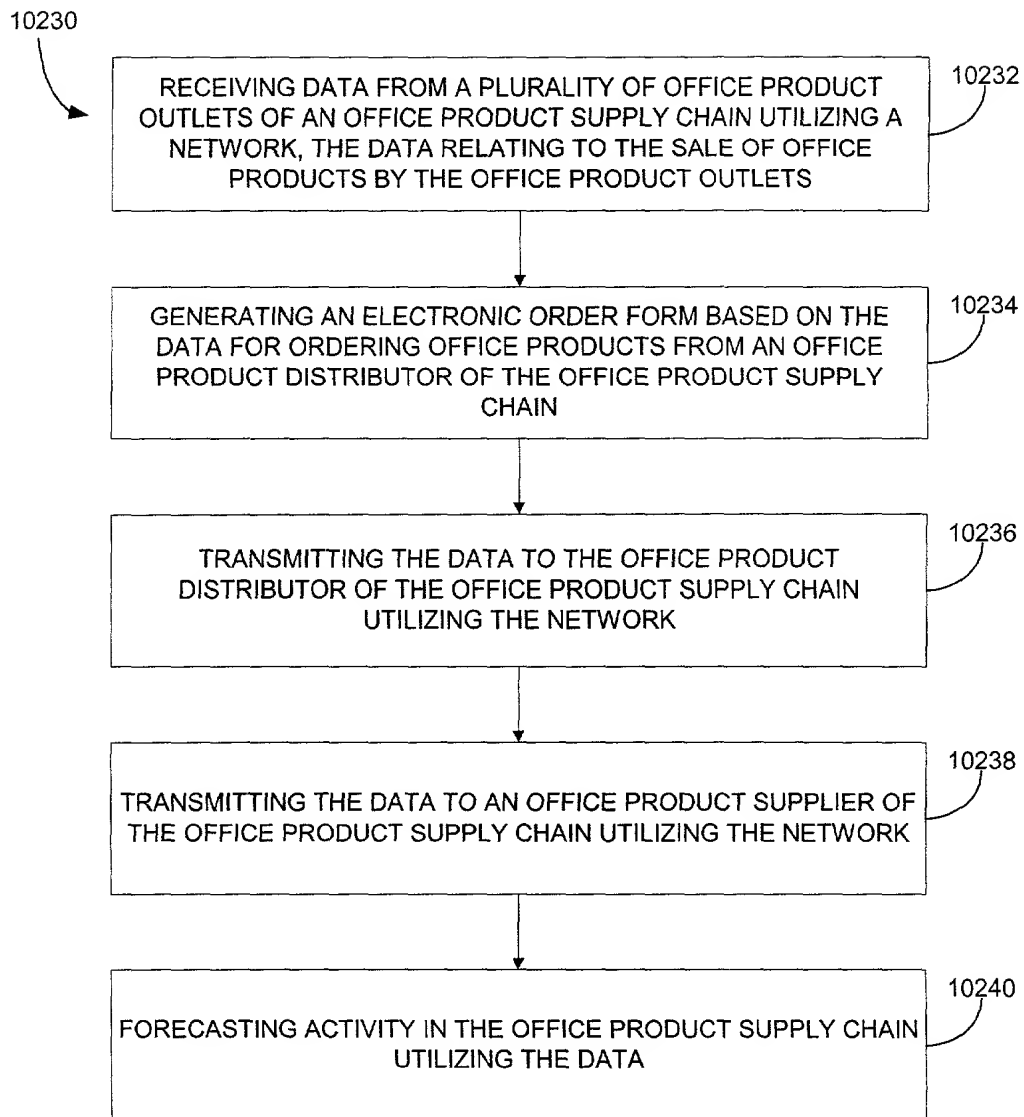 10230
RECEIVING DATA FROM A PLURALITY OF OFFICE PRODUCT
OUTLETS OF AN OFFICE PRODUCT SUPPLY CHAIN UTILIZING A
NETWORK, THE DATA RELATING TO THE SALE OF OFFICE
PRODUCTS BY THE OFFICE PRODUCT OUTLETS
10232
GENERATING AN ELECTRONIC ORDER FORM BASED ON THE
DATA FOR ORDERING OFFICE PRODUCTS FROM AN OFFICE
PRODUCT DISTRIBUTOR OF THE OFFICE PRODUCT SUPPLY
CHAIN
10234
TRANSMITTING THE DATA TO THE OFFICE PRODUCT
DISTRIBUTOR OF THE OFFICE PRODUCT SUPPLY CHAIN
UTILIZING THE NETWORK
10236
TRANSMITTING THE DATA TO AN OFFICE PRODUCT SUPPLIER OF
THE OFFICE PRODUCT SUPPLY CHAIN UTILIZING THE NETWORK
10238
FORECASTING ACTIVITY IN THE OFFICE PRODUCT SUPPLY CHAIN
UTILIZING THE DATA
10240